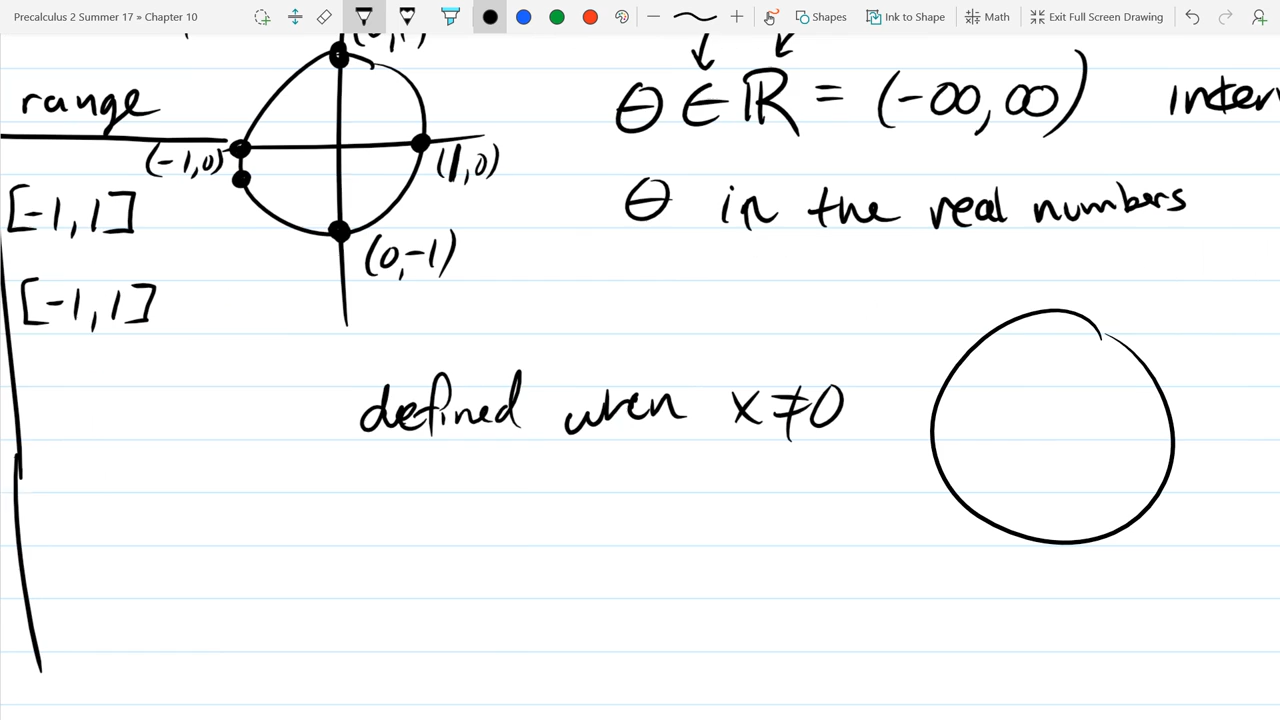 Precalculus 2 Summer 17 » Chapter 10
Shapes
Ink to Shape
Math
Exit Full Screen Drawing
range
(-1,0)
(1,0)
(0,-1)
[-1,1]
[-1,1]
θ ∈ ℝ = (-∞,∞)
θ in the real numbers
defined when x≠0